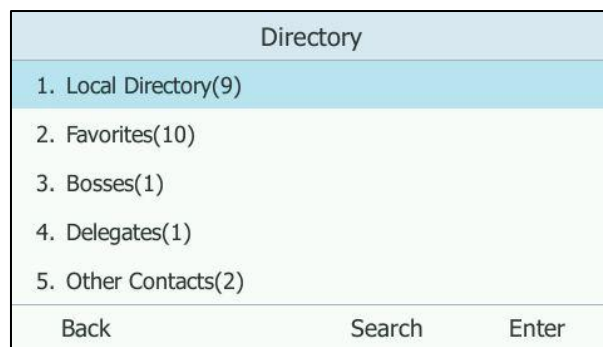 Directory
1. Local Directory(9)
2. Favorites(10)
3. Bosses(1)
4. Delegates(1)
5. Other Contacts(2)
Back Search Enter